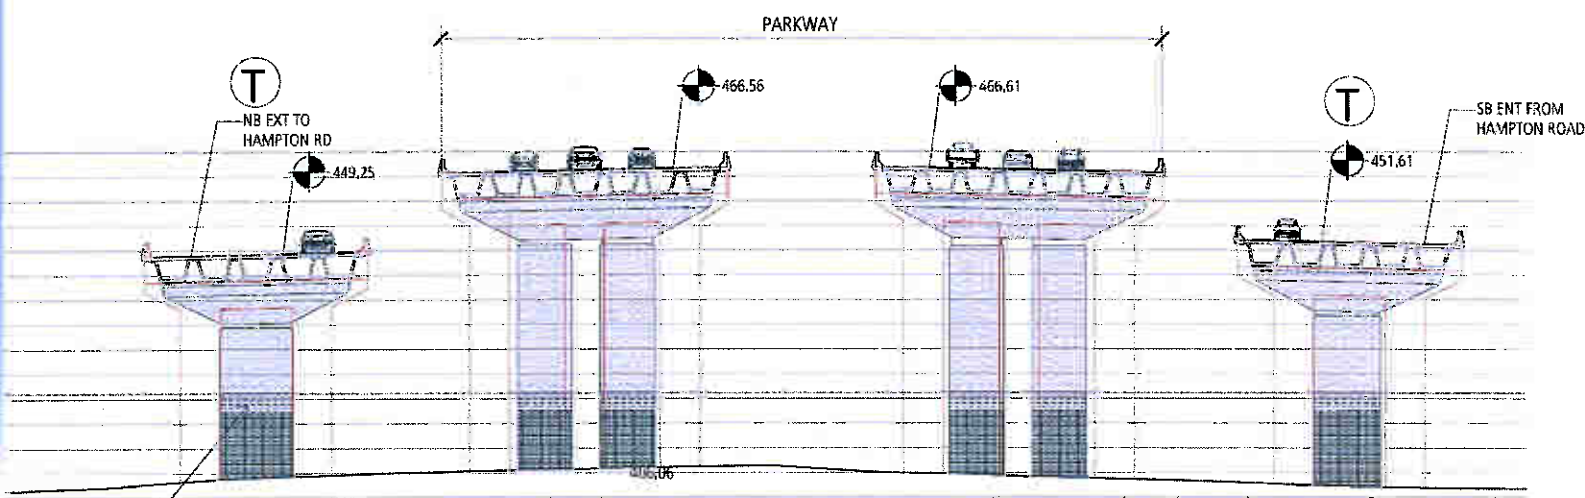 PARKWAY
T
NB EXT TO
HAMPTON RD
449.25
466.56
466.61
T
451.61
SB ENT FROM
HAMPTON ROAD